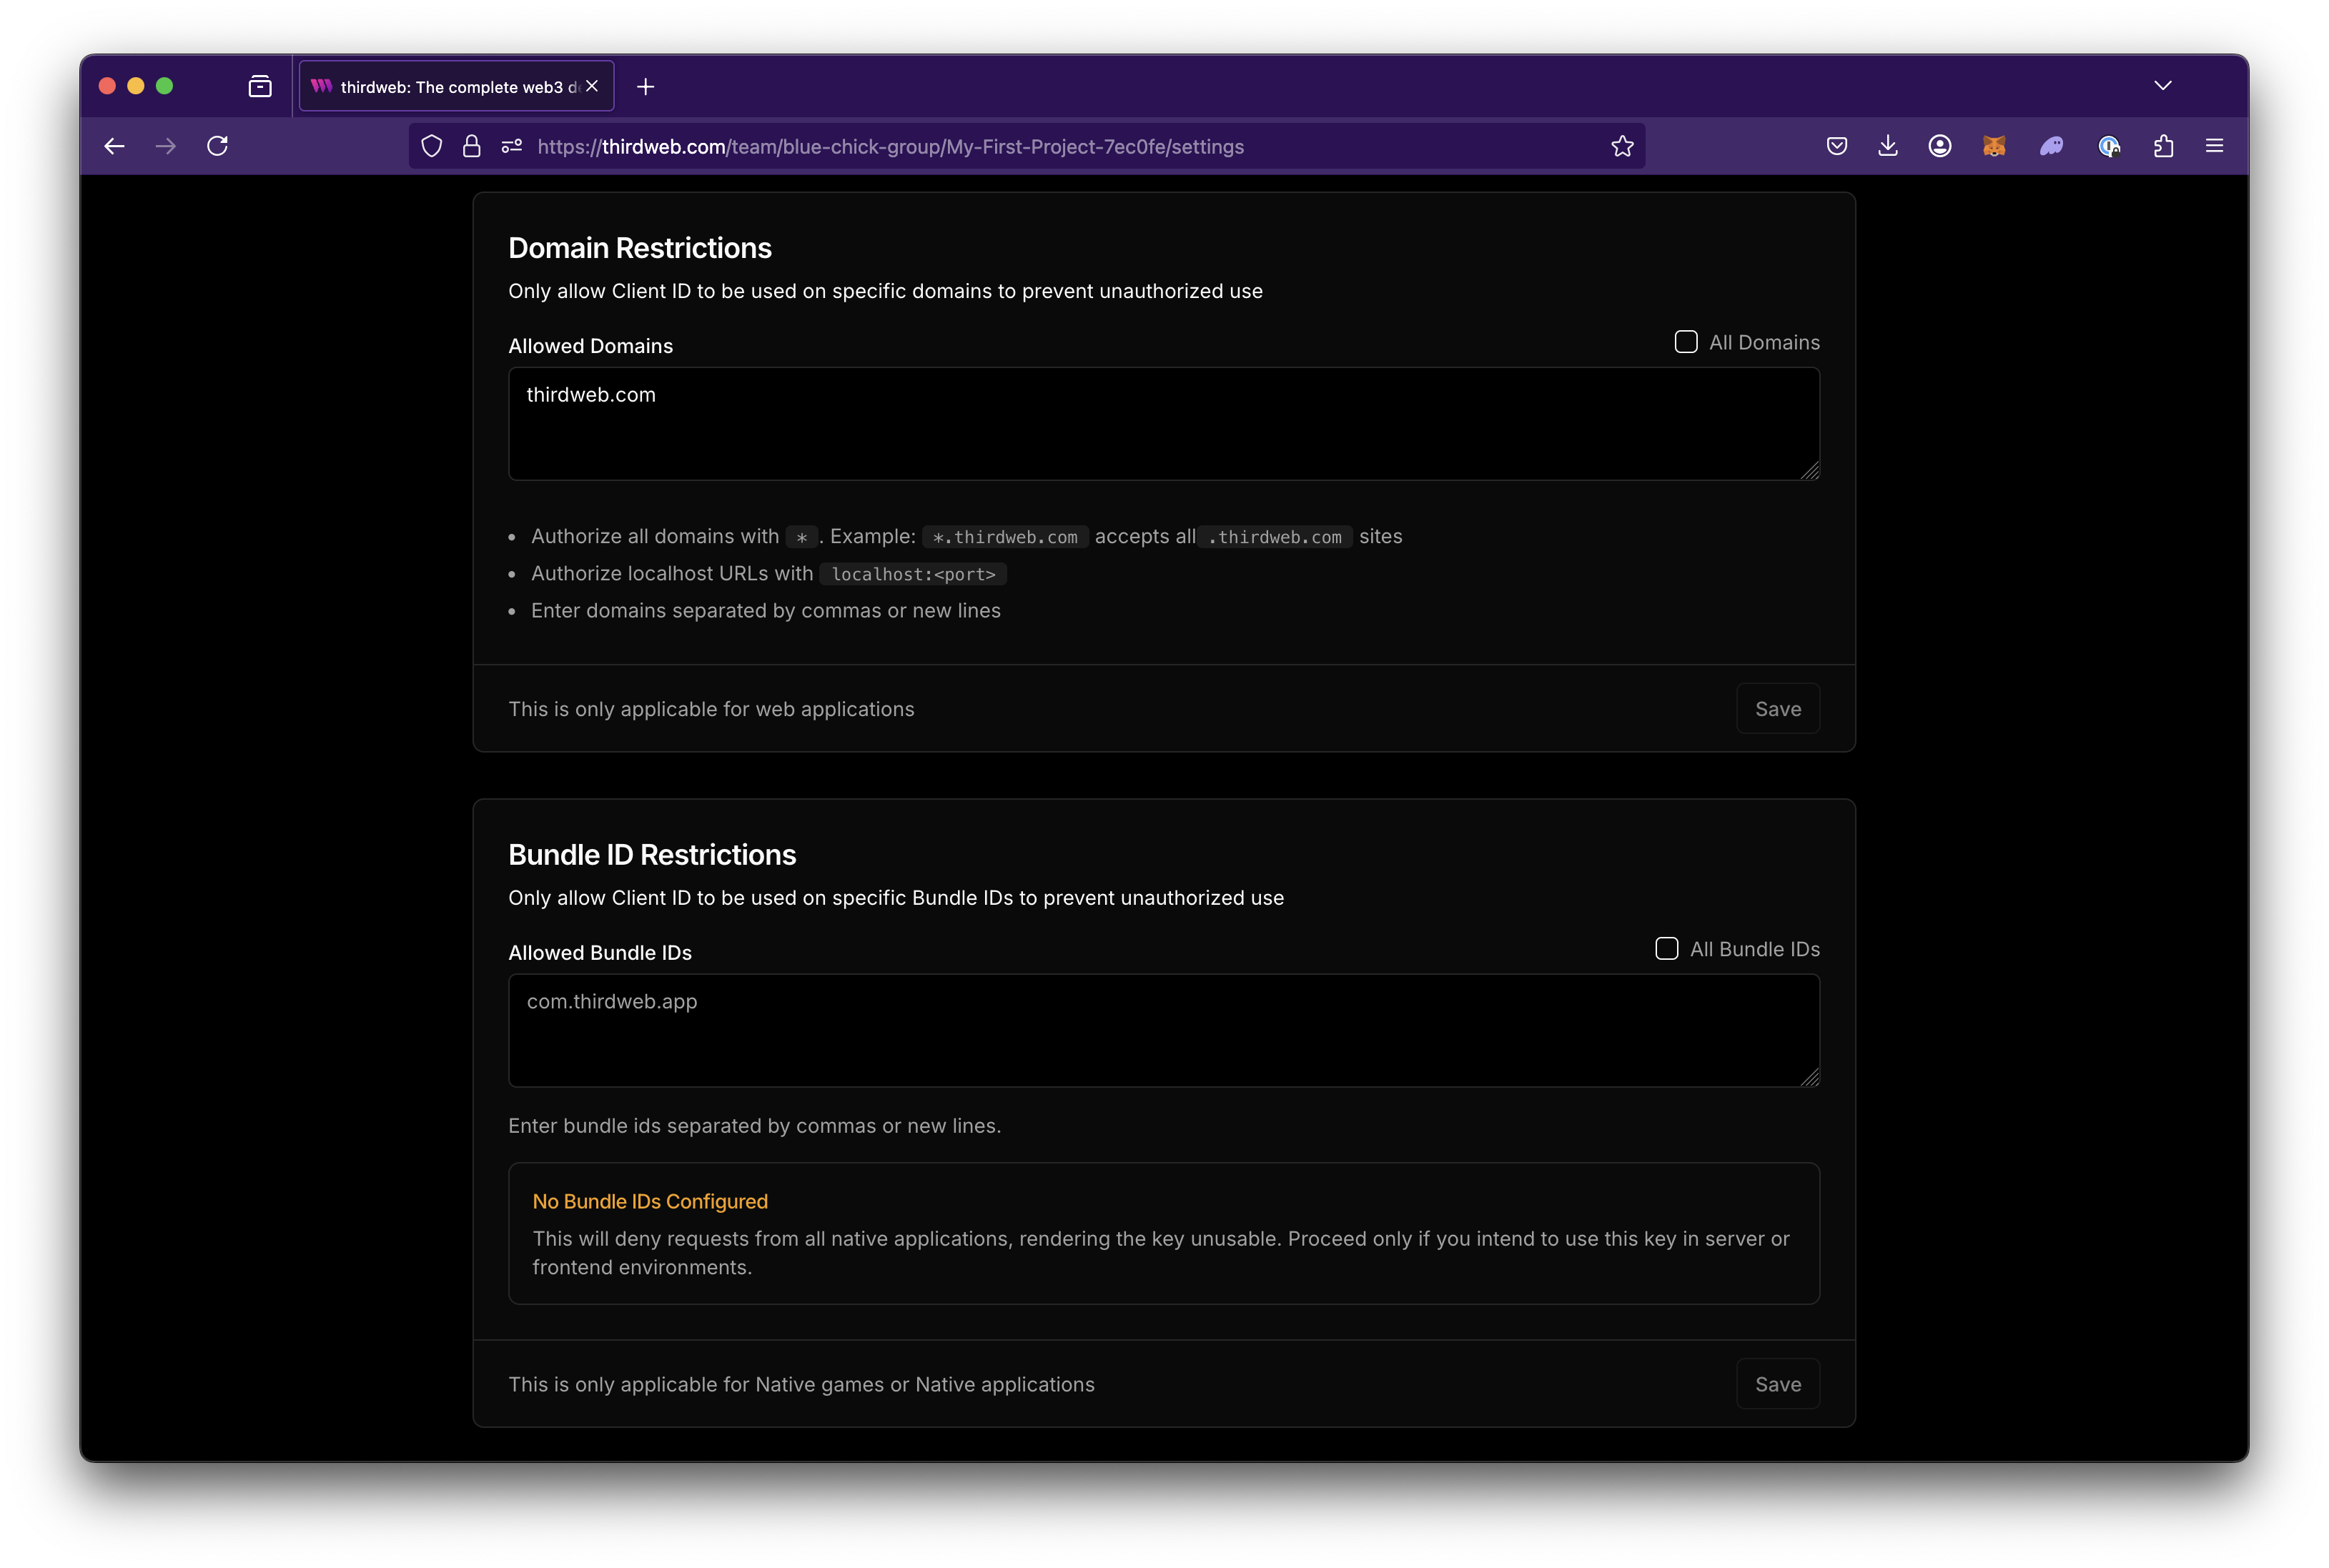 thirdweb: The complete web3 d
https://thirdweb.com/team/blue-chick-group/My-First-Project-7ec0fe/settings
Domain Restrictions
Only allow Client ID to be used on specific domains to prevent unauthorized use
Allowed Domains
All Domains
thirdweb.com
• Authorize all domains with *. Example: *.thirdweb.com accepts all .thirdweb.com sites
• Authorize localhost URLs with localhost:<port>
• Enter domains separated by commas or new lines
This is only applicable for web applications
Save
Bundle ID Restrictions
Only allow Client ID to be used on specific Bundle IDs to prevent unauthorized use
Allowed Bundle IDs
All Bundle IDs
com.thirdweb.app
Enter bundle ids separated by commas or new lines.
No Bundle IDs Configured
This will deny requests from all native applications, rendering the key unusable. Proceed only if you intend to use this key in server or
frontend environments.
This is only applicable for Native games or Native applications
Save